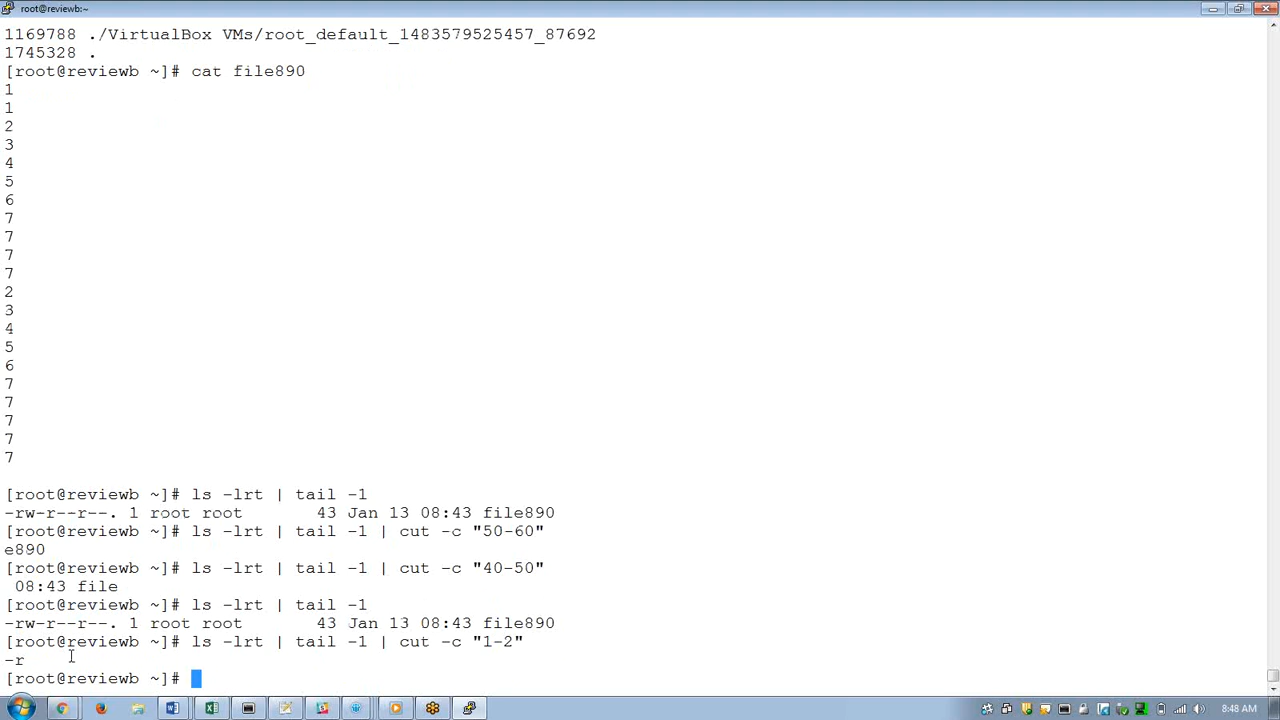 root@reviewb:~
1169788 ./VirtualBox VMs/root_default_1483579525457_87692
1745328 .
[root@reviewb ~]# cat file890
1
1
2
3
4
5
6
7
7
7
7
2
3
4
5
6
7
7
7
7
7
[root@reviewb ~]# ls -lrt | tail -1
-rw-r--r--. 1 root root       43 Jan 13 08:43 file890
[root@reviewb ~]# ls -lrt | tail -1 | cut -c "50-60"
e890
[root@reviewb ~]# ls -lrt | tail -1 | cut -c "40-50"
 08:43 file
[root@reviewb ~]# ls -lrt | tail -1
-rw-r--r--. 1 root root       43 Jan 13 08:43 file890
[root@reviewb ~]# ls -lrt | tail -1 | cut -c "1-2"
-r
[root@reviewb ~]#
8:48 AM